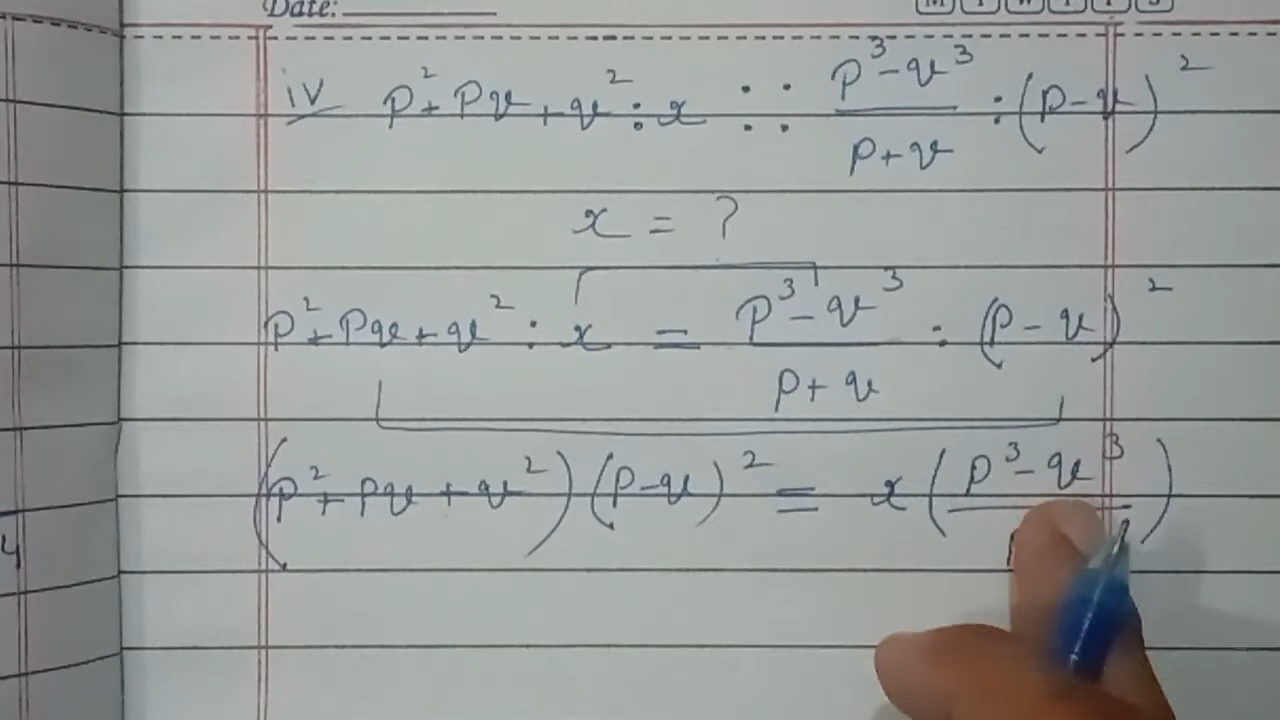 Date:
iv p²+pq+q² : x :: p³-q³/p+q : (p-q)²
x = ?
p²+pq+q² : x = p³-q³/p+q : (p-q)²
(p²+pq+q²)(p-q)² = x(p³-q³/
4